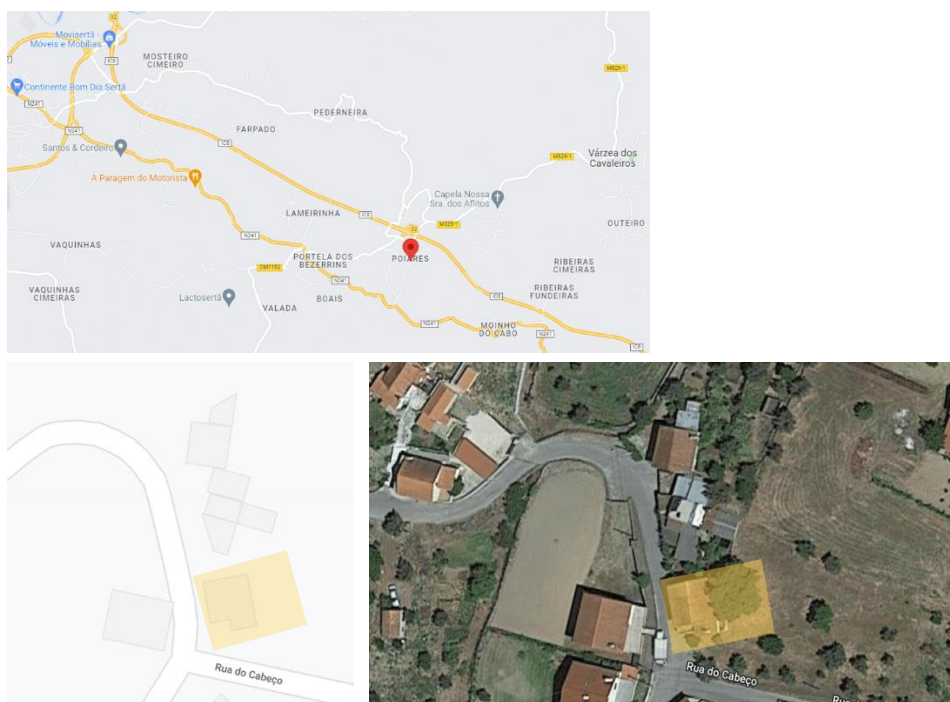 Movisertã -
Móveis e Mobílias
IC8
MOSTEIRO
CIMEIRO
M529-1
Continente Bom Dia Sertã
N241
PEDERNEIRA
FARPADO
N241
IC8
Santos & Cordeiro
Várzea dos
Cavaleiros
M529-1
A Paragem do Motorista
Capela Nossa
Sra. dos Aflitos
LAMEIRINHA
IC8
M529-1
OUTEIRO
N241
VAQUINHAS
PORTELA DOS
BEZERRINS
POIARES
CM1152
RIBEIRAS
CIMEIRAS
N241
VAQUINHAS
CIMEIRAS
Lactosertã
BOAIS
RIBEIRAS
FUNDEIRAS
IC8
VALADA
N241
MOINHO
DO CABO
N241
IC8
Rua do Cabeço
Rua do Cabeço
Rua do